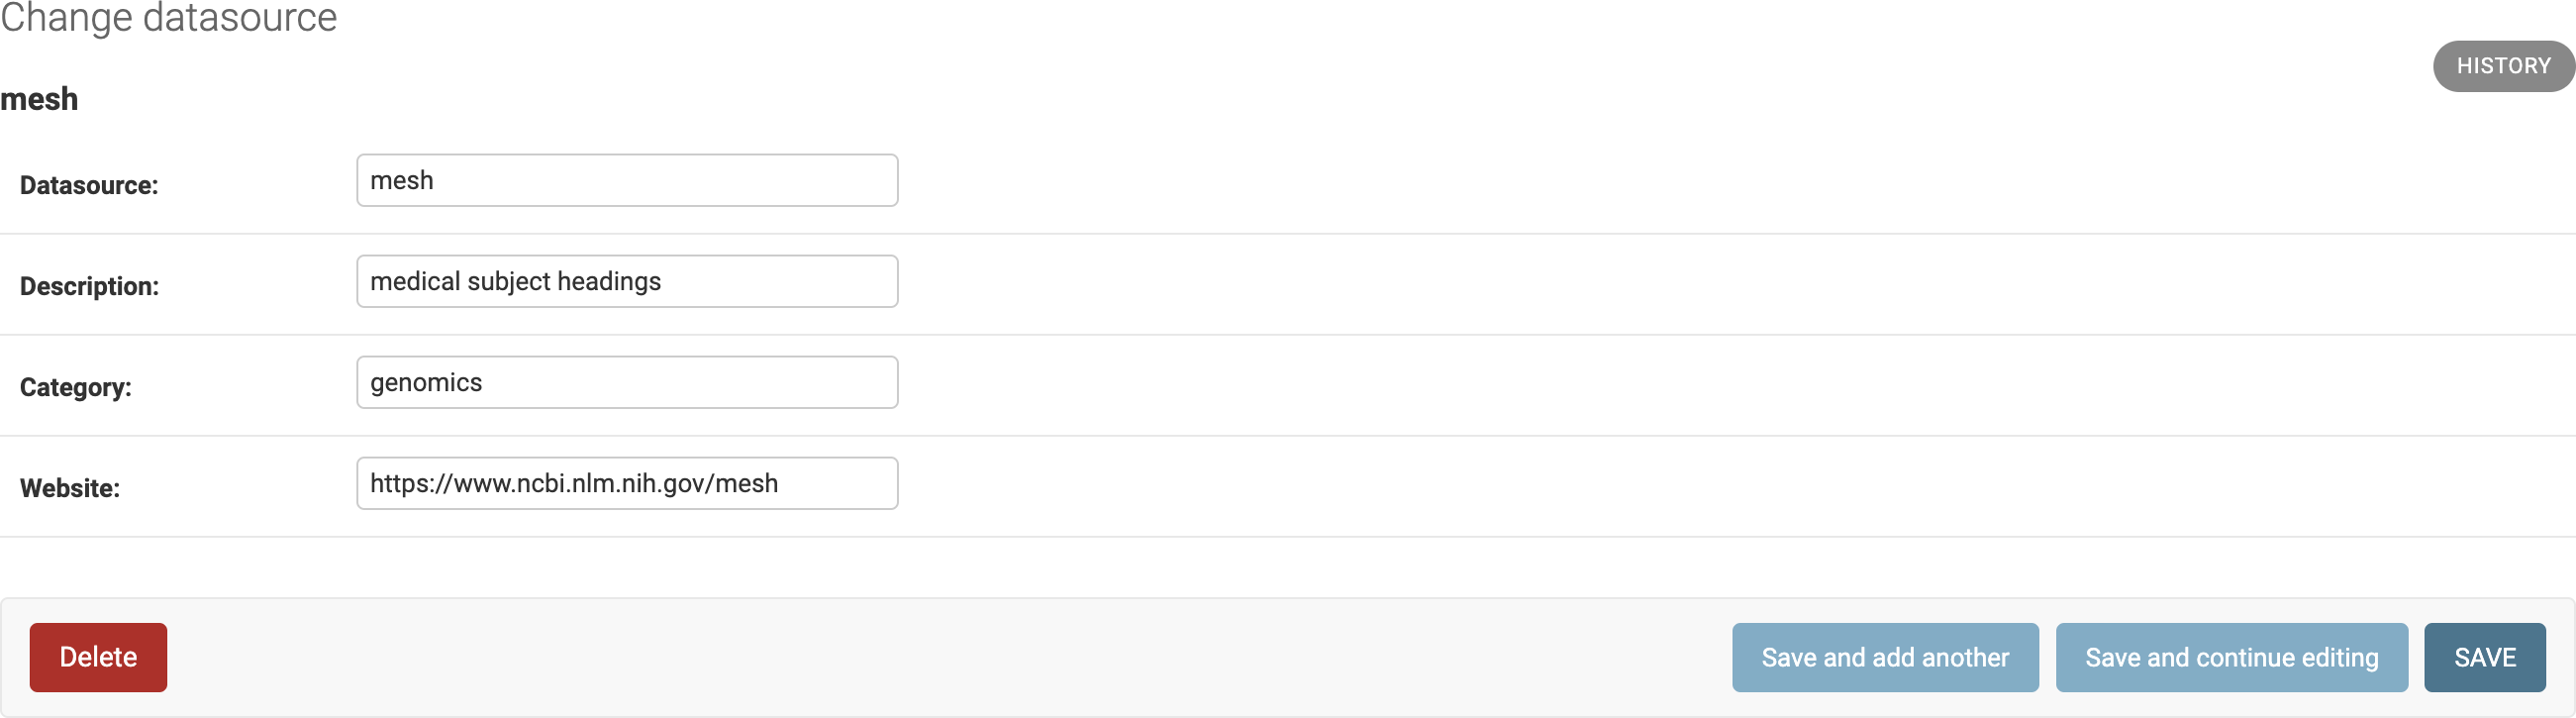 Change datasource
HISTORY
mesh
Datasource: mesh
Description: medical subject headings
Category: genomics
Website: https://www.ncbi.nlm.nih.gov/mesh
Delete Save and add another Save and continue editing SAVE